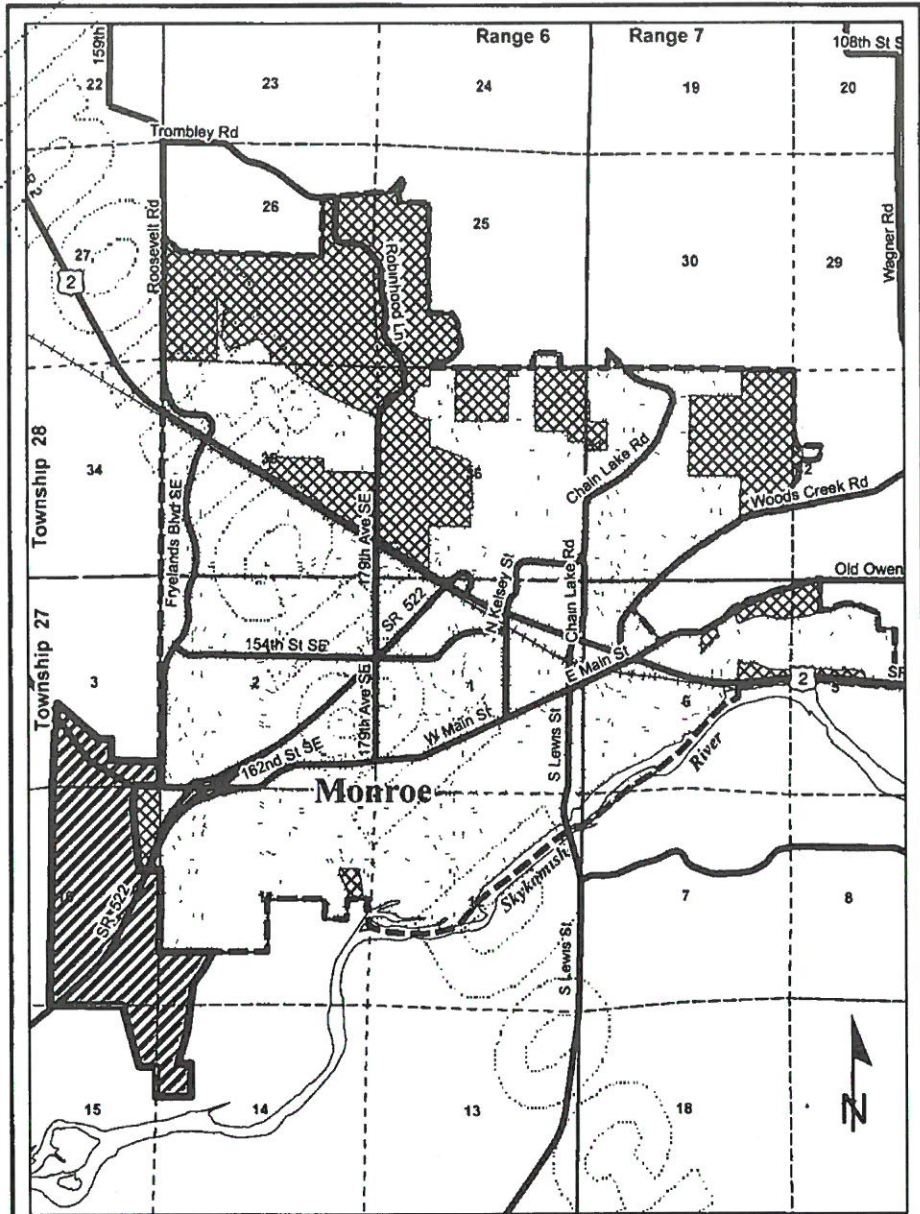 Range 6 Range 7
159th
108th St S
22
23
24
19
20
Trombley Rd
26
25
30
29
27
2
Roosevelt Rd
Robinhood Ln
Wagner Rd
Township 28
34
Chain Lake Rd
Woods Creek Rd
Fryelands Blvd SE
179th Ave SE
SR 522
N Kelsey St
Chain Lake Rd
Old Owen
Township 27
3
2
154th St SE
1
E Main St
6
2
5
SR
179th Ave SE
W Main St
S Lewis St
162nd St SE
River
Monroe
Skykomish
SR 522
7
8
S Lewis St
N
15
14
13
18